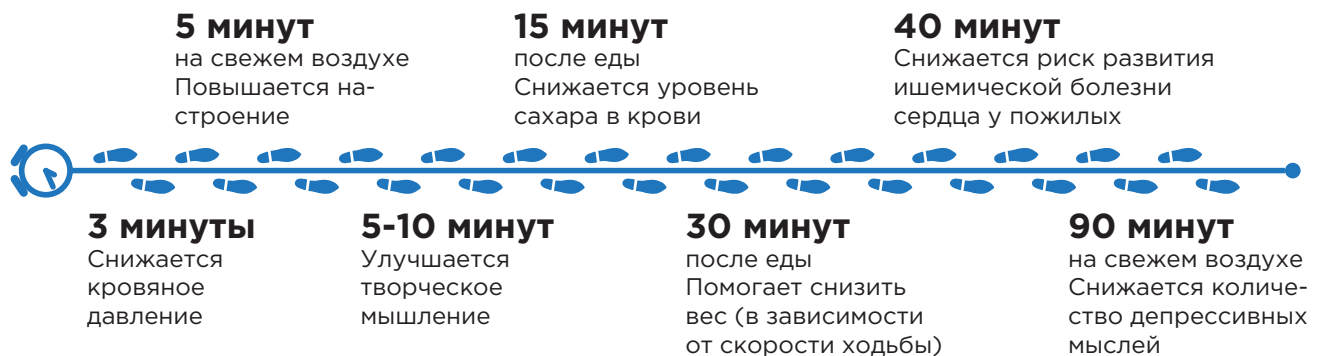 5 минут
на свежем воздухе
Повышается на-
строение
15 минут
после еды
Снижается уровень
сахара в крови
40 минут
Снижается риск развития
ишемической болезни
сердца у пожилых
3 минуты
Снижается
кровяное
давление
5-10 минут
Улучшается
творческое
мышление
30 минут
после еды
Помогает снизить
вес (в зависимости
от скорости ходьбы)
90 минут
на свежем воздухе
Снижается количе-
ство депрессивных
мыслей